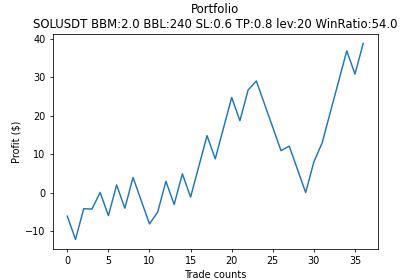 Portfolio
SOLUSDT BBM:2.0 BBL:240 SL:0.6 TP:0.8 lev:20 WinRatio:54.0
40
30
20
10
0
−10
Profit ($)
0 5 10 15 20 25 30 35
Trade counts